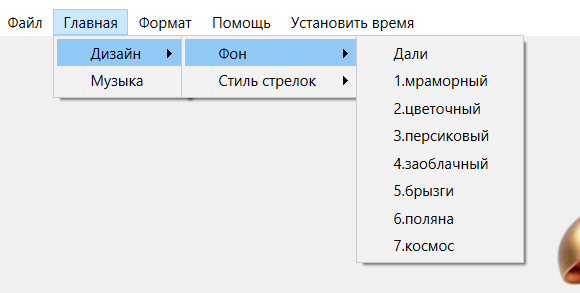 Файл Главная Формат Помощь Установить время
Дизайн Фон Дали
Музыка Стиль стрелок 1.мраморный
2.цветочный
3.персиковый
4.заоблачный
5.брызги
6.поляна
7.космос